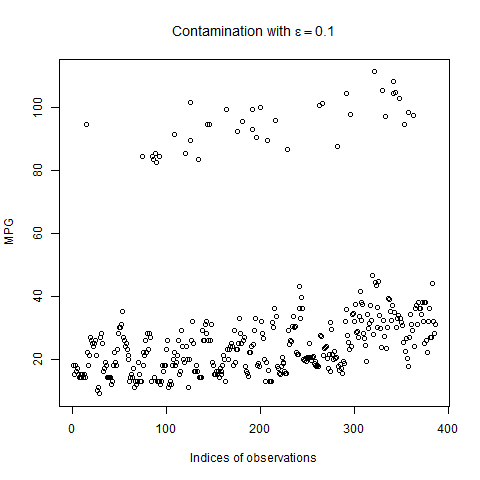 Contamination with ε = 0.1
100
80
60
40
20
MPG
0 100 200 300 400
Indices of observations